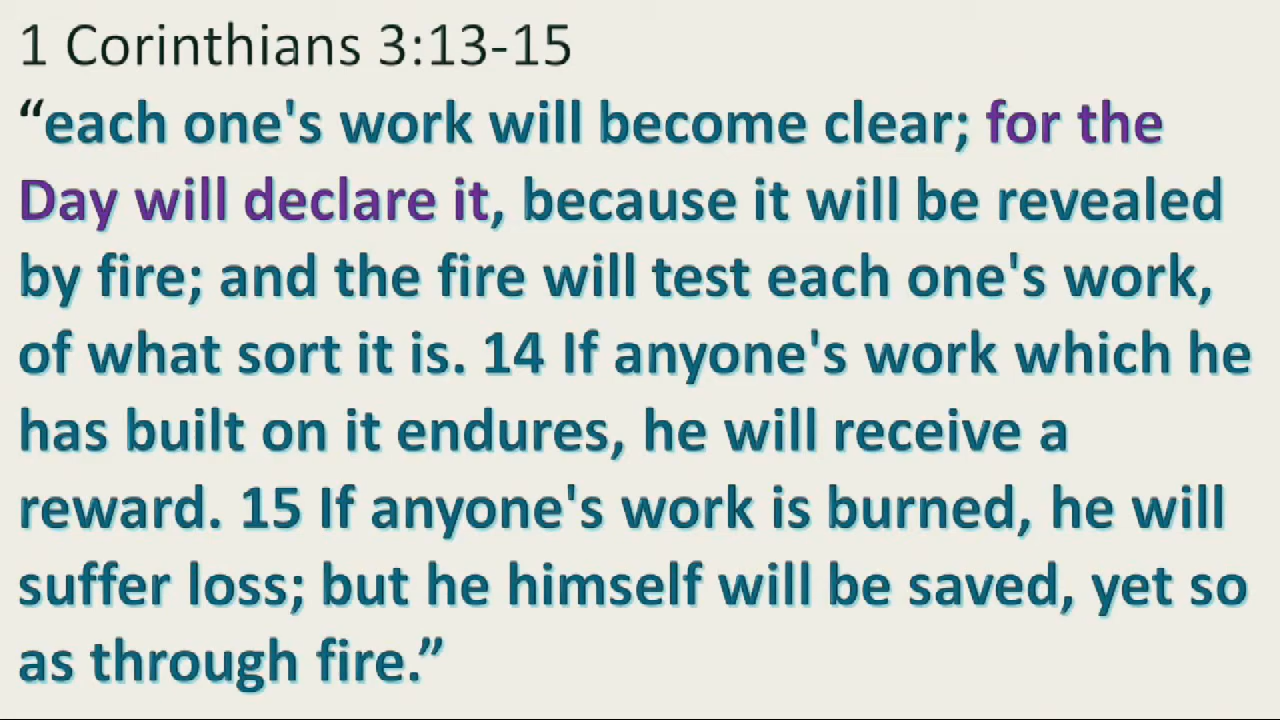 1 Corinthians 3:13-15
“each one's work will become clear; for the
Day will declare it, because it will be revealed
by fire; and the fire will test each one's work,
of what sort it is. 14 If anyone's work which he
has built on it endures, he will receive a
reward. 15 If anyone's work is burned, he will
suffer loss; but he himself will be saved, yet so
as through fire.”